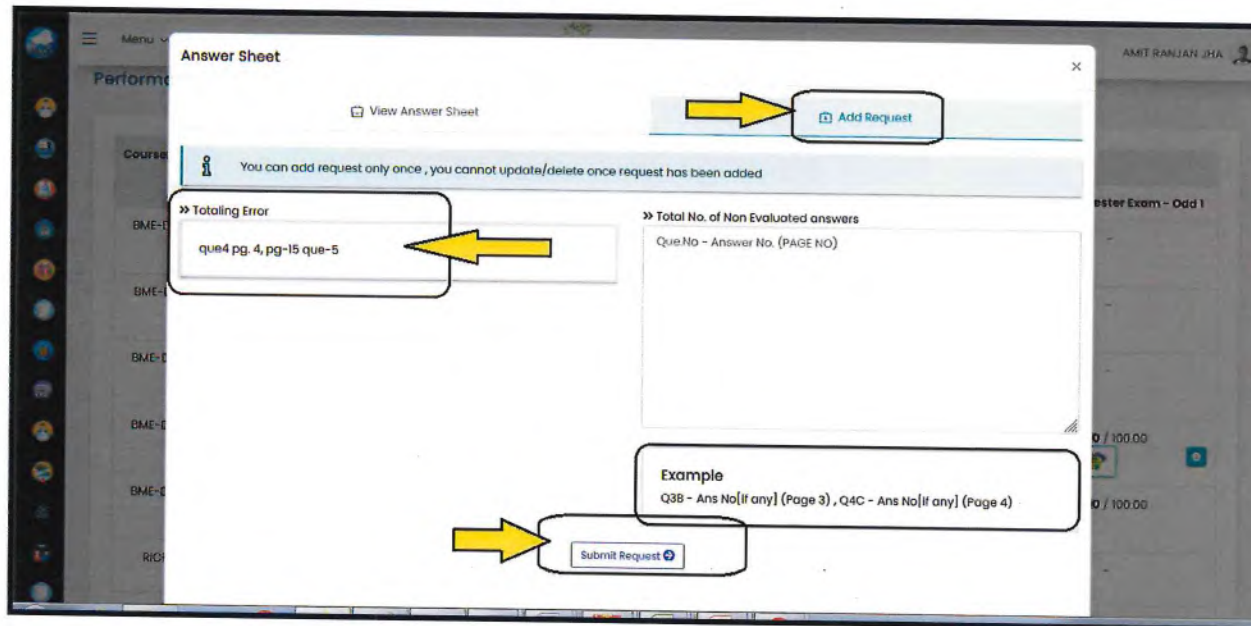 Menu
AMIT RANJAN JHA
Answer Sheet
×
View Answer Sheet
Add Request
Course
You can add request only once , you cannot update/delete once request has been added
ester Exam - Odd 1
» Totaling Error
» Total No. of Non Evaluated answers
que4 pg. 4, pg-15 que-5
Que.No - Answer No. (PAGE NO)
BME-
BME-
BME-
BME-
0 / 100.00
Example
Q3B - Ans No[If any] (Page 3) , Q4C - Ans No[If any] (Page 4)
BME-
0 / 100.00
Submit Request